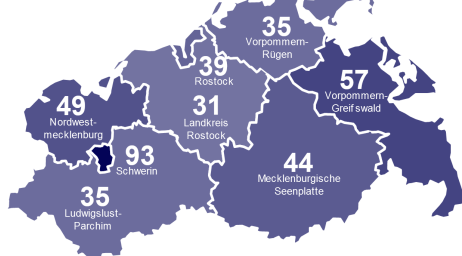 35
Vorpommern-
Rügen
39
Rostock
57
Vorpommern-
Greifswald
49
Nordwest-
mecklenburg
31
Landkreis
Rostock
93
Schwerin
44
Mecklenburgische
Seenplatte
35
Ludwigslust-
Parchim